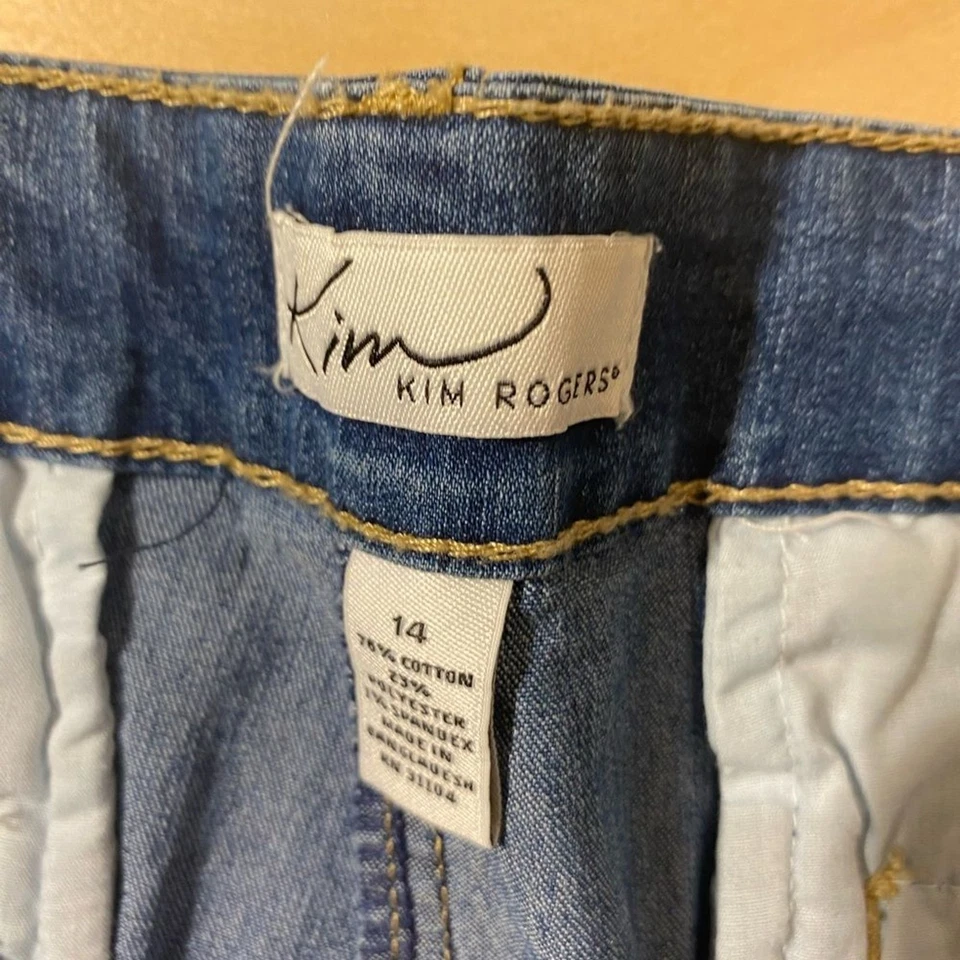 Kim
KIM ROGERS®
14
76% COTTON
23%
POLYESTER
1% SPANDEX
MADE IN
BANGLADESH
RN 31104